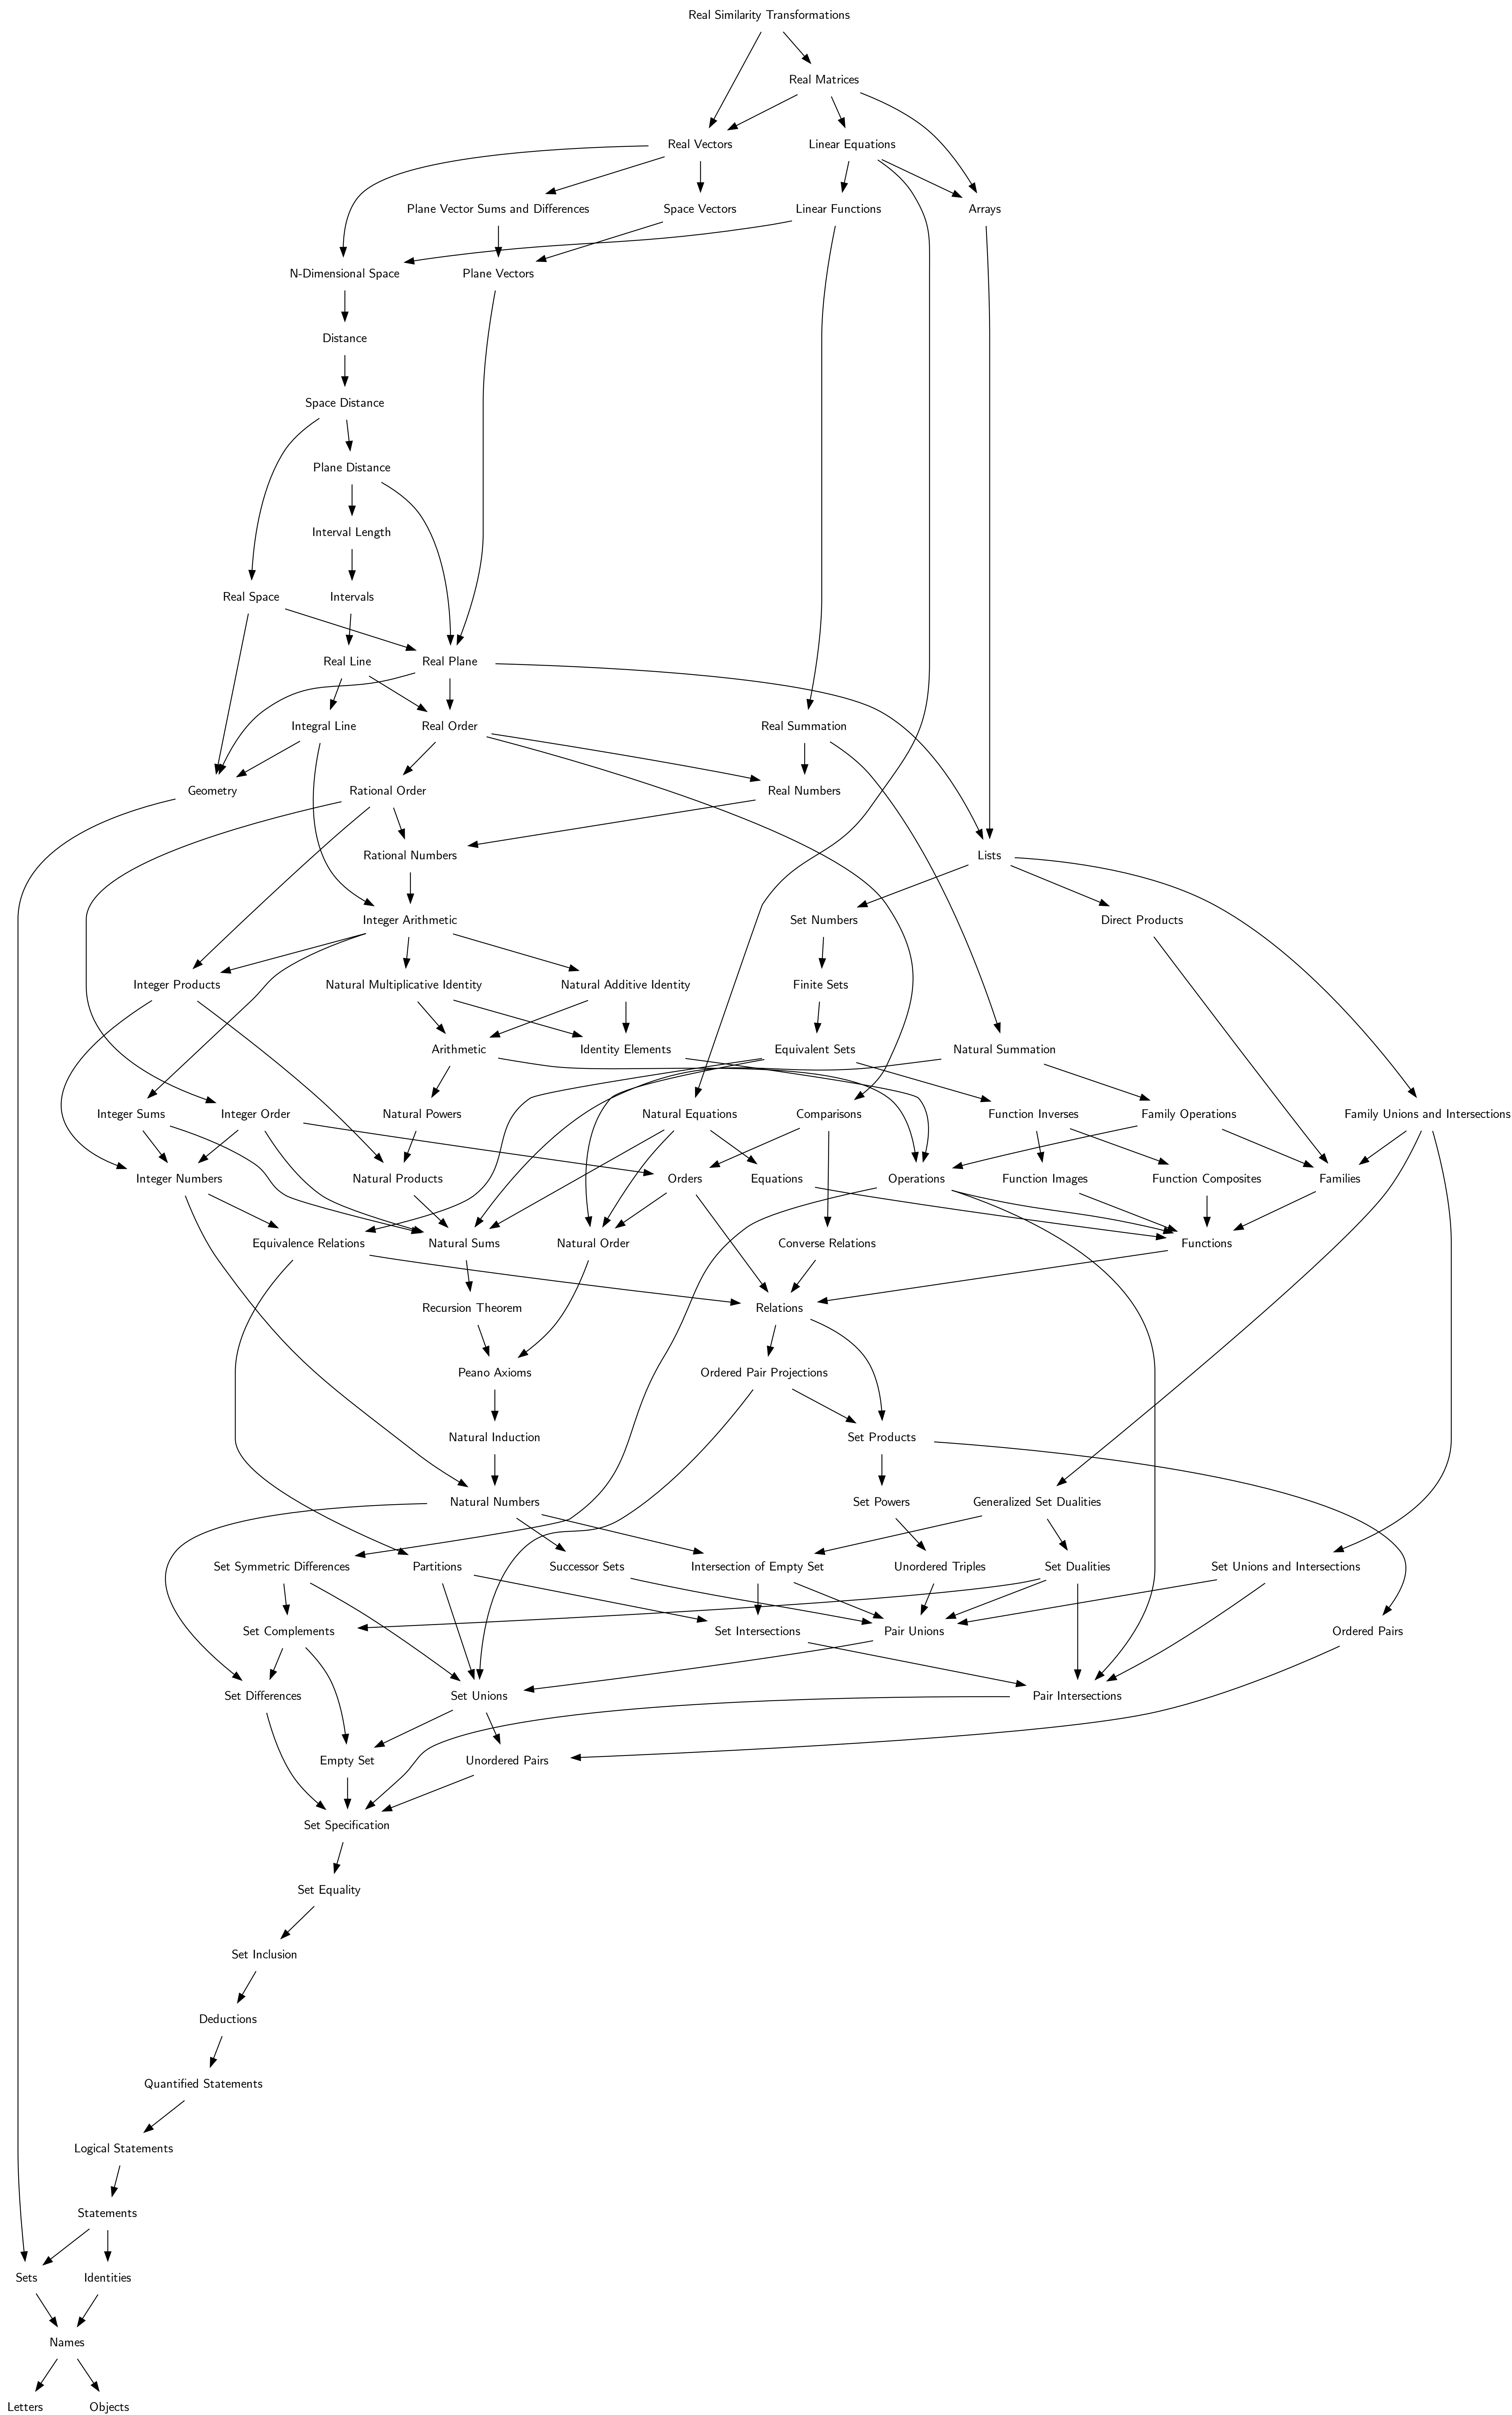 Real Similarity Transformations
Real Matrices
Real Vectors
Linear Equations
Plane Vector Sums and Differences
Space Vectors
Linear Functions
Arrays
N-Dimensional Space
Plane Vectors
Distance
Space Distance
Plane Distance
Interval Length
Real Space
Intervals
Real Line
Real Plane
Integral Line
Real Order
Real Summation
Geometry
Rational Order
Real Numbers
Rational Numbers
Lists
Integer Arithmetic
Set Numbers
Direct Products
Integer Products
Natural Multiplicative Identity
Natural Additive Identity
Finite Sets
Arithmetic
Identity Elements
Equivalent Sets
Natural Summation
Integer Sums
Integer Order
Natural Powers
Natural Equations
Comparisons
Function Inverses
Family Operations
Family Unions and Intersections
Integer Numbers
Natural Products
Orders
Equations
Operations
Function Images
Function Composites
Families
Equivalence Relations
Natural Sums
Natural Order
Converse Relations
Functions
Recursion Theorem
Relations
Peano Axioms
Ordered Pair Projections
Natural Induction
Set Products
Natural Numbers
Set Powers
Generalized Set Dualities
Set Symmetric Differences
Partitions
Successor Sets
Intersection of Empty Set
Unordered Triples
Set Dualities
Set Unions and Intersections
Set Complements
Set Intersections
Pair Unions
Ordered Pairs
Set Differences
Set Unions
Pair Intersections
Empty Set
Unordered Pairs
Set Specification
Set Equality
Set Inclusion
Deductions
Quantified Statements
Logical Statements
Statements
Sets
Identities
Names
Letters
Objects